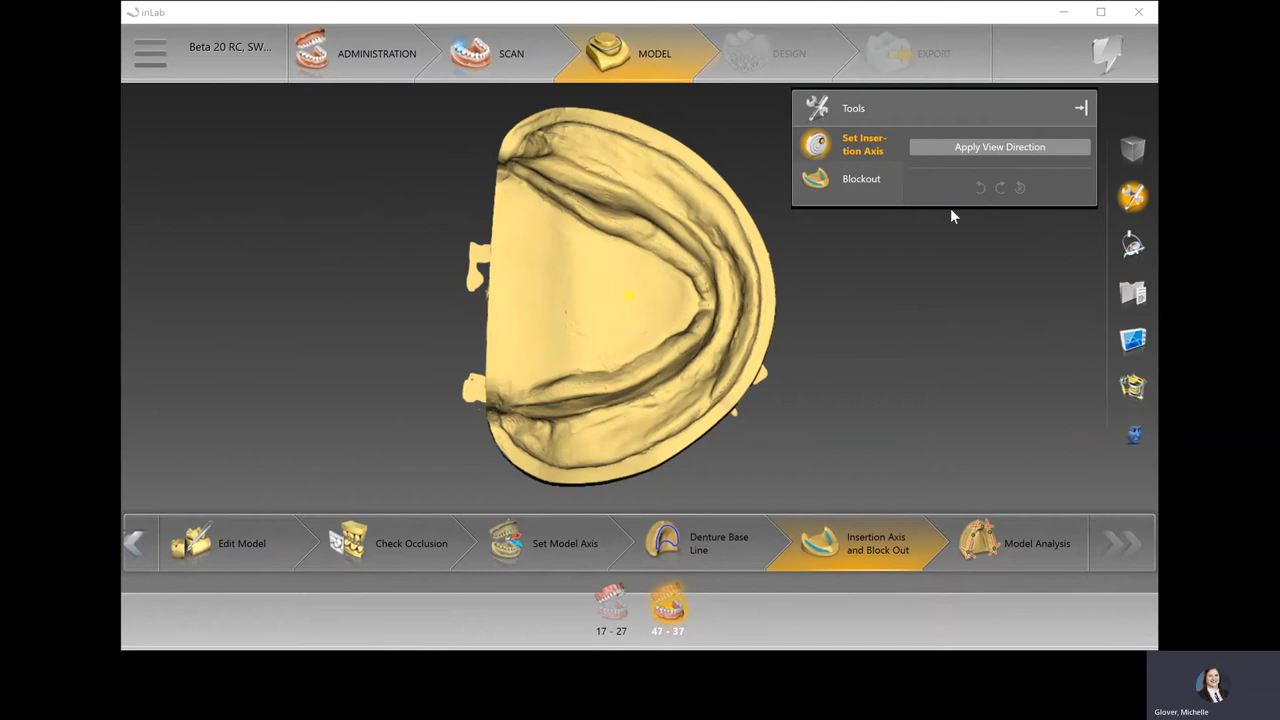 inLab
Beta 20 RC, SW...
ADMINISTRATION
SCAN
MODEL
DESIGN
EXPORT
Tools
Set Inser-
tion Axis
Apply View Direction
Blockout
Edit Model
Check Occlusion
Set Model Axis
Denture Base
Line
Insertion Axis
and Block Out
Model Analysis
17 - 27
47 - 37
Glover, Michelle